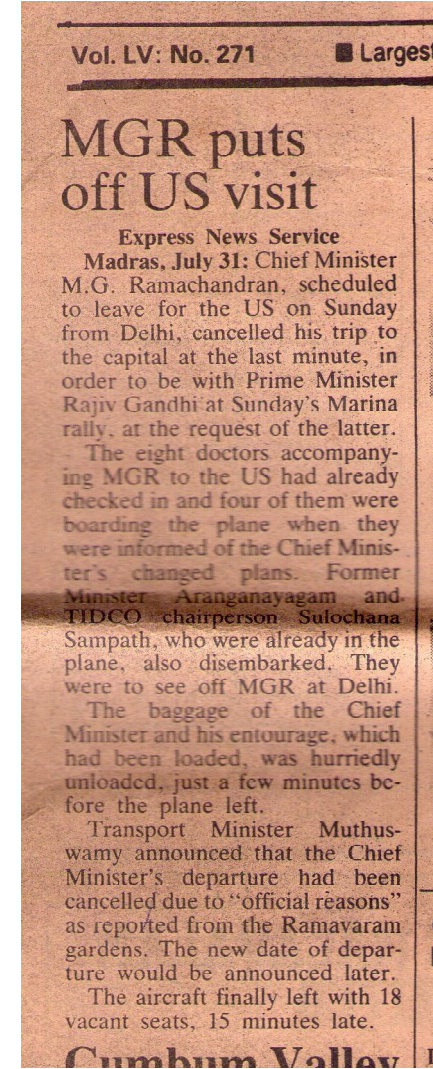 Vol. LV: No. 271 ■ Largest
MGR puts
off US visit
Express News Service
Madras, July 31: Chief Minister
M.G. Ramachandran, scheduled
to leave for the US on Sunday
from Delhi, cancelled his trip to
the capital at the last minute, in
order to be with Prime Minister
Rajiv Gandhi at Sunday's Marina
rally, at the request of the latter.
The eight doctors accompany-
ing MGR to the US had already
checked in and four of them were
boarding the plane when they
were informed of the Chief Minis-
ter's changed plans. Former
Minister Aranganayagam and
TIDCO chairperson Sulochana
Sampath, who were already in the
plane, also disembarked. They
were to see off MGR at Delhi.
The baggage of the Chief
Minister and his entourage, which
had been loaded, was hurriedly
unloaded, just a few minutes be-
fore the plane left.
Transport Minister Muthus-
wamy announced that the Chief
Minister's departure had been
cancelled due to "official reasons"
as reported from the Ramavaram
gardens. The new date of depar-
ture would be announced later.
The aircraft finally left with 18
vacant seats, 15 minutes late.
Cumbum Valley